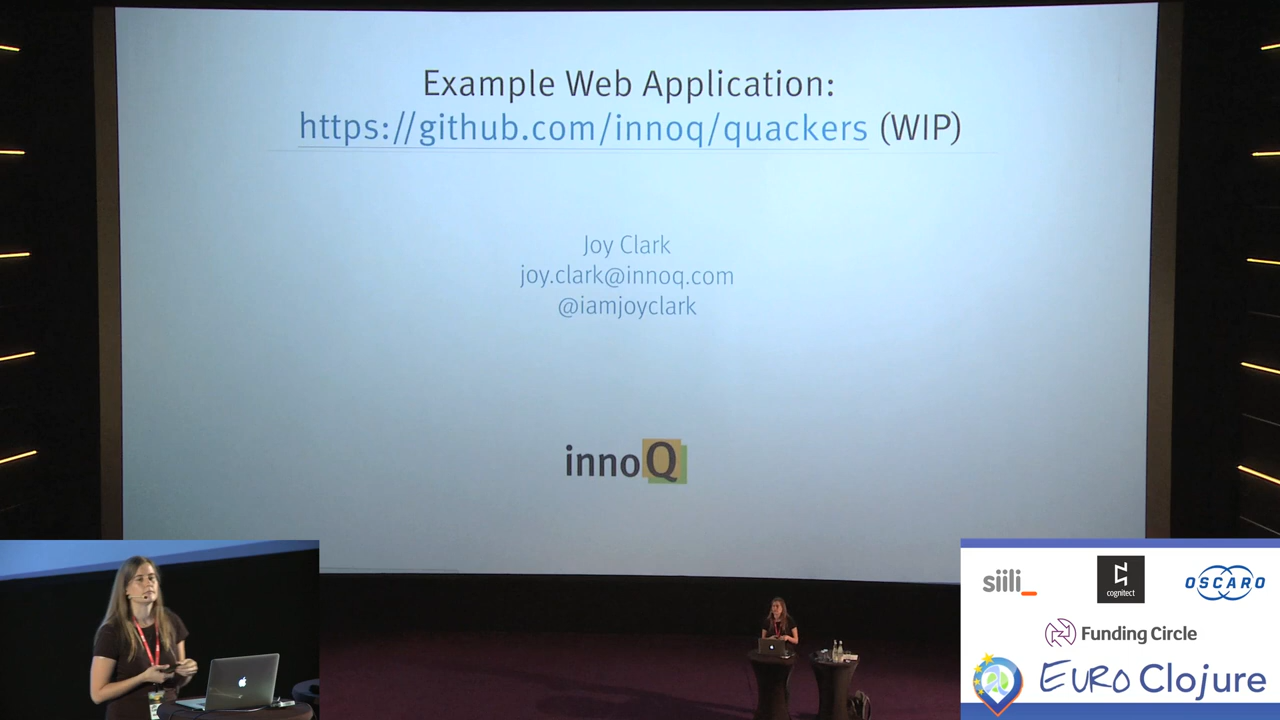 Example Web Application:
https://github.com/innoq/quackers (WIP)
Joy Clark
joy.clark@innoq.com
@iamjoyclark
innoQ
siili_
cognitect
OSCARO
Funding Circle
EURO Clojure